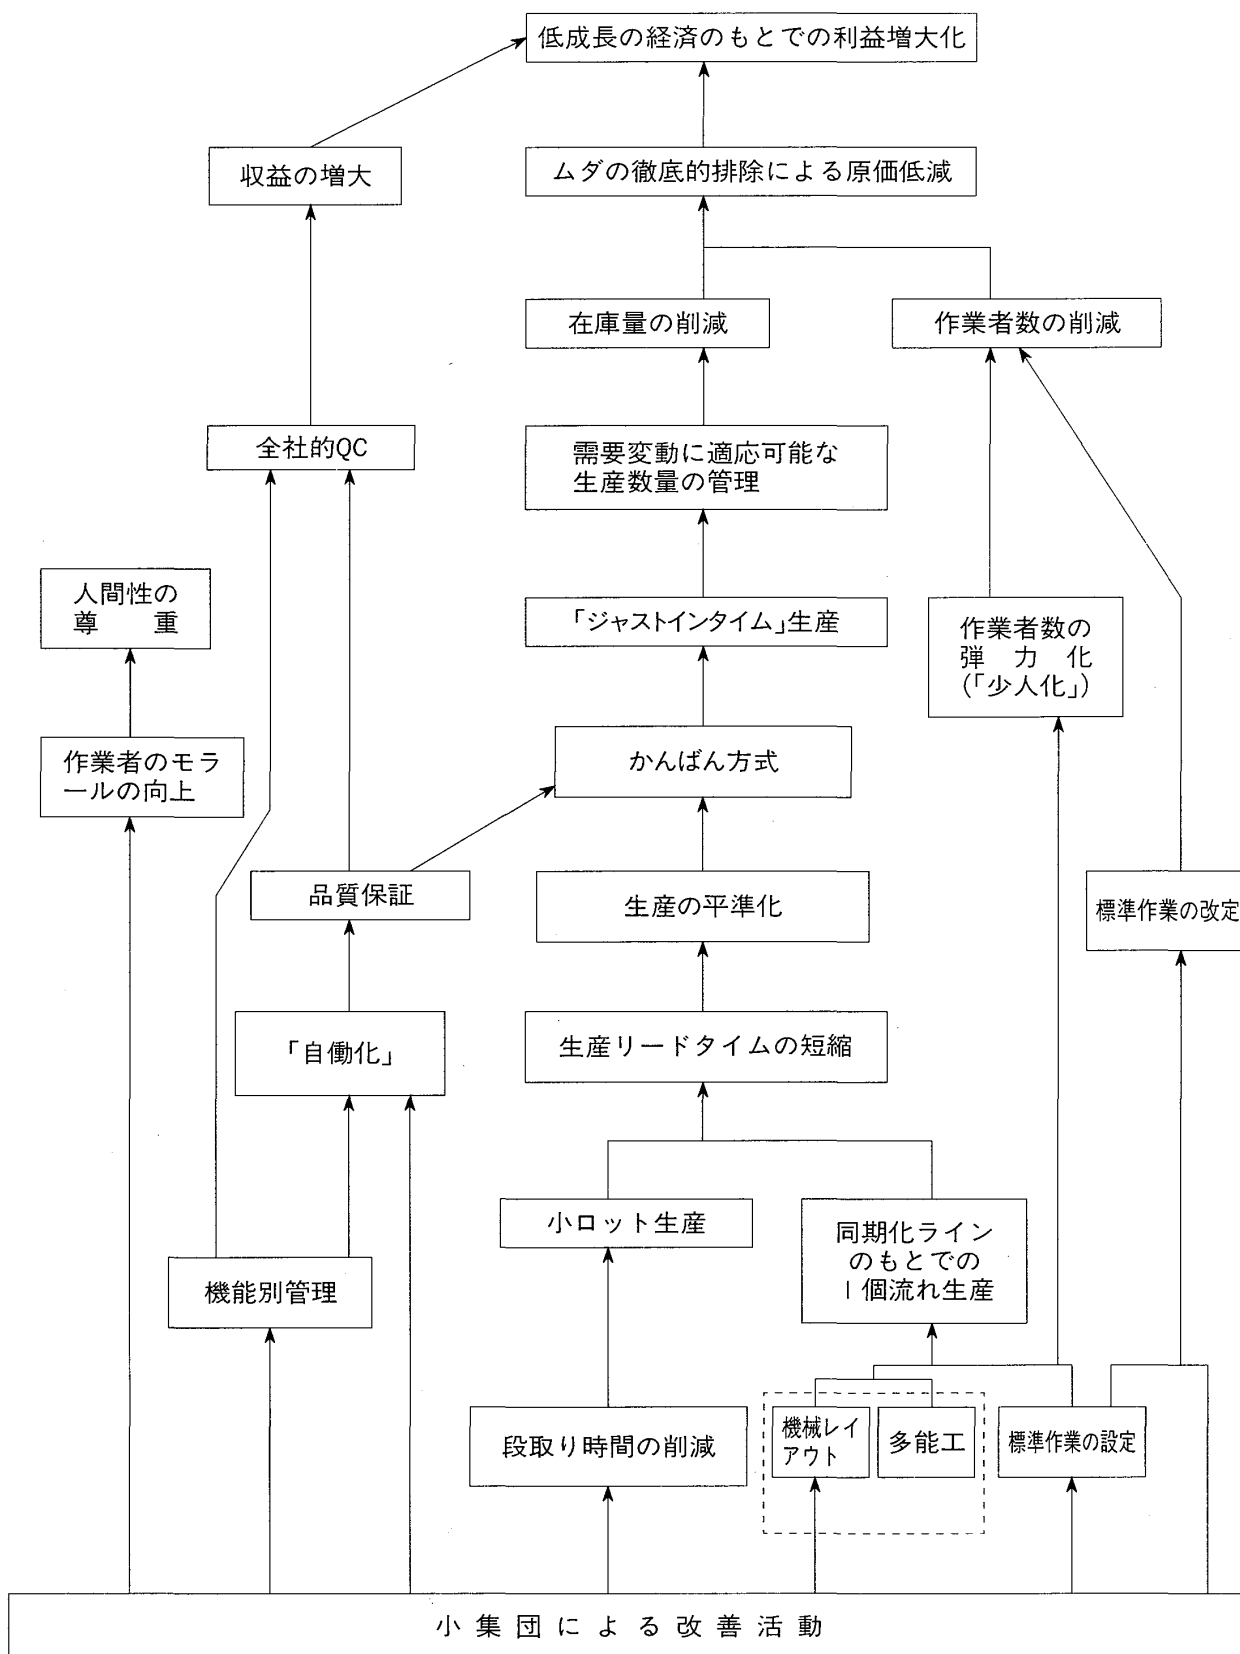 低成長の経済のもとでの利益増大化
収益の増大
ムダの徹底的排除による原価低減
在庫量の削減
作業者数の削減
全社的QC
需要変動に適応可能な
生産数量の管理
人間性の
尊重
「ジャストインタイム」生産
作業者数の
弾力化
(「少人化」)
作業者のモラ
ールの向上
かんばん方式
品質保証
生産の平準化
標準作業の改定
「自働化」
生産リードタイムの短縮
小ロット生産
同期化ライン
のもとでの
1個流れ生産
機能別管理
段取り時間の削減
機械レイ
アウト
多能工
標準作業の設定
小集団による改善活動